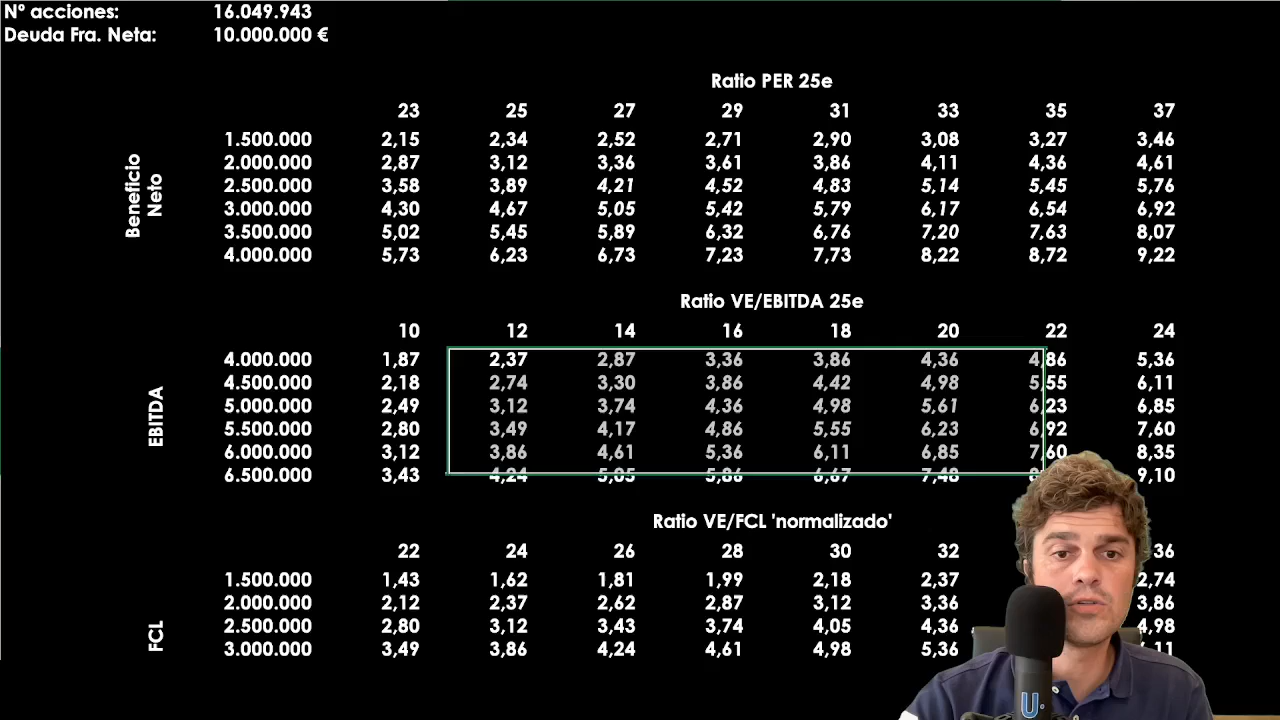 Nº acciones: 16.049.943
Deuda Fra. Neta: 10.000.000 €
Ratio PER 25e
23 25 27 29 31 33 35 37
Beneficio Neto
1.500.000 2,15 2,34 2,52 2,71 2,90 3,08 3,27 3,46
2.000.000 2,87 3,12 3,36 3,61 3,86 4,11 4,36 4,61
2.500.000 3,58 3,89 4,21 4,52 4,83 5,14 5,45 5,76
3.000.000 4,30 4,67 5,05 5,42 5,79 6,17 6,54 6,92
3.500.000 5,02 5,45 5,89 6,32 6,76 7,20 7,63 8,07
4.000.000 5,73 6,23 6,73 7,23 7,73 8,22 8,72 9,22
Ratio VE/EBITDA 25e
10 12 14 16 18 20 22 24
EBITDA
4.000.000 1,87 2,37 2,87 3,36 3,86 4,36 4,86 5,36
4.500.000 2,18 2,74 3,30 3,86 4,42 4,98 5,55 6,11
5.000.000 2,49 3,12 3,74 4,36 4,98 5,61 6,23 6,85
5.500.000 2,80 3,49 4,17 4,86 5,55 6,23 6,92 7,60
6.000.000 3,12 3,86 4,61 5,36 6,11 6,85 7,60 8,35
6.500.000 3,43 4,24 5,05 5,86 6,67 7,48 9,10
Ratio VE/FCL 'normalizado'
22 24 26 28 30 32 36
FCL
1.500.000 1,43 1,62 1,81 1,99 2,18 2,37 2,74
2.000.000 2,12 2,37 2,62 2,87 3,12 3,36 3,86
2.500.000 2,80 3,12 3,43 3,74 4,05 4,36 4,98
3.000.000 3,49 3,86 4,24 4,61 4,98 5,36
U